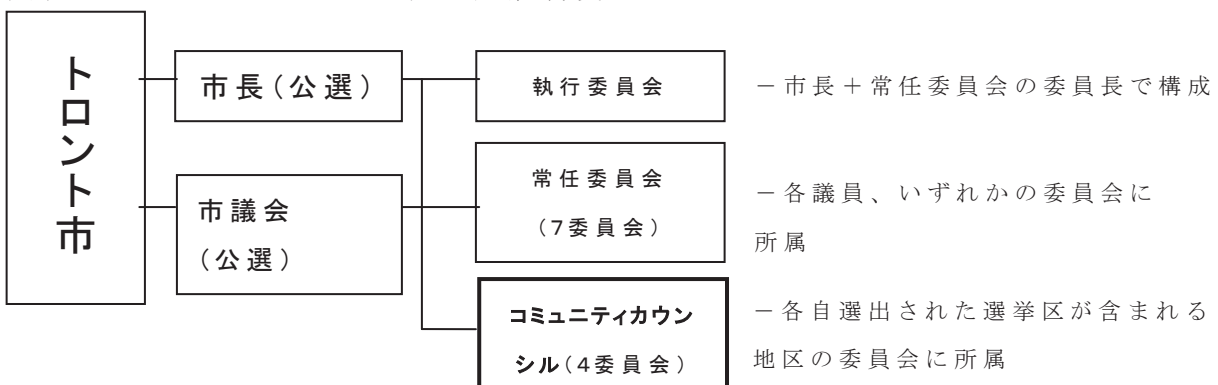 トロント市
市長(公選)
執行委員会
－市長＋常任委員会の委員長で構成
市議会
(公選)
常任委員会
(7委員会)
－各議員、いずれかの委員会に
所属
コミュニティカウン
シル(4委員会)
－各自選出された選挙区が含まれる
地区の委員会に所属